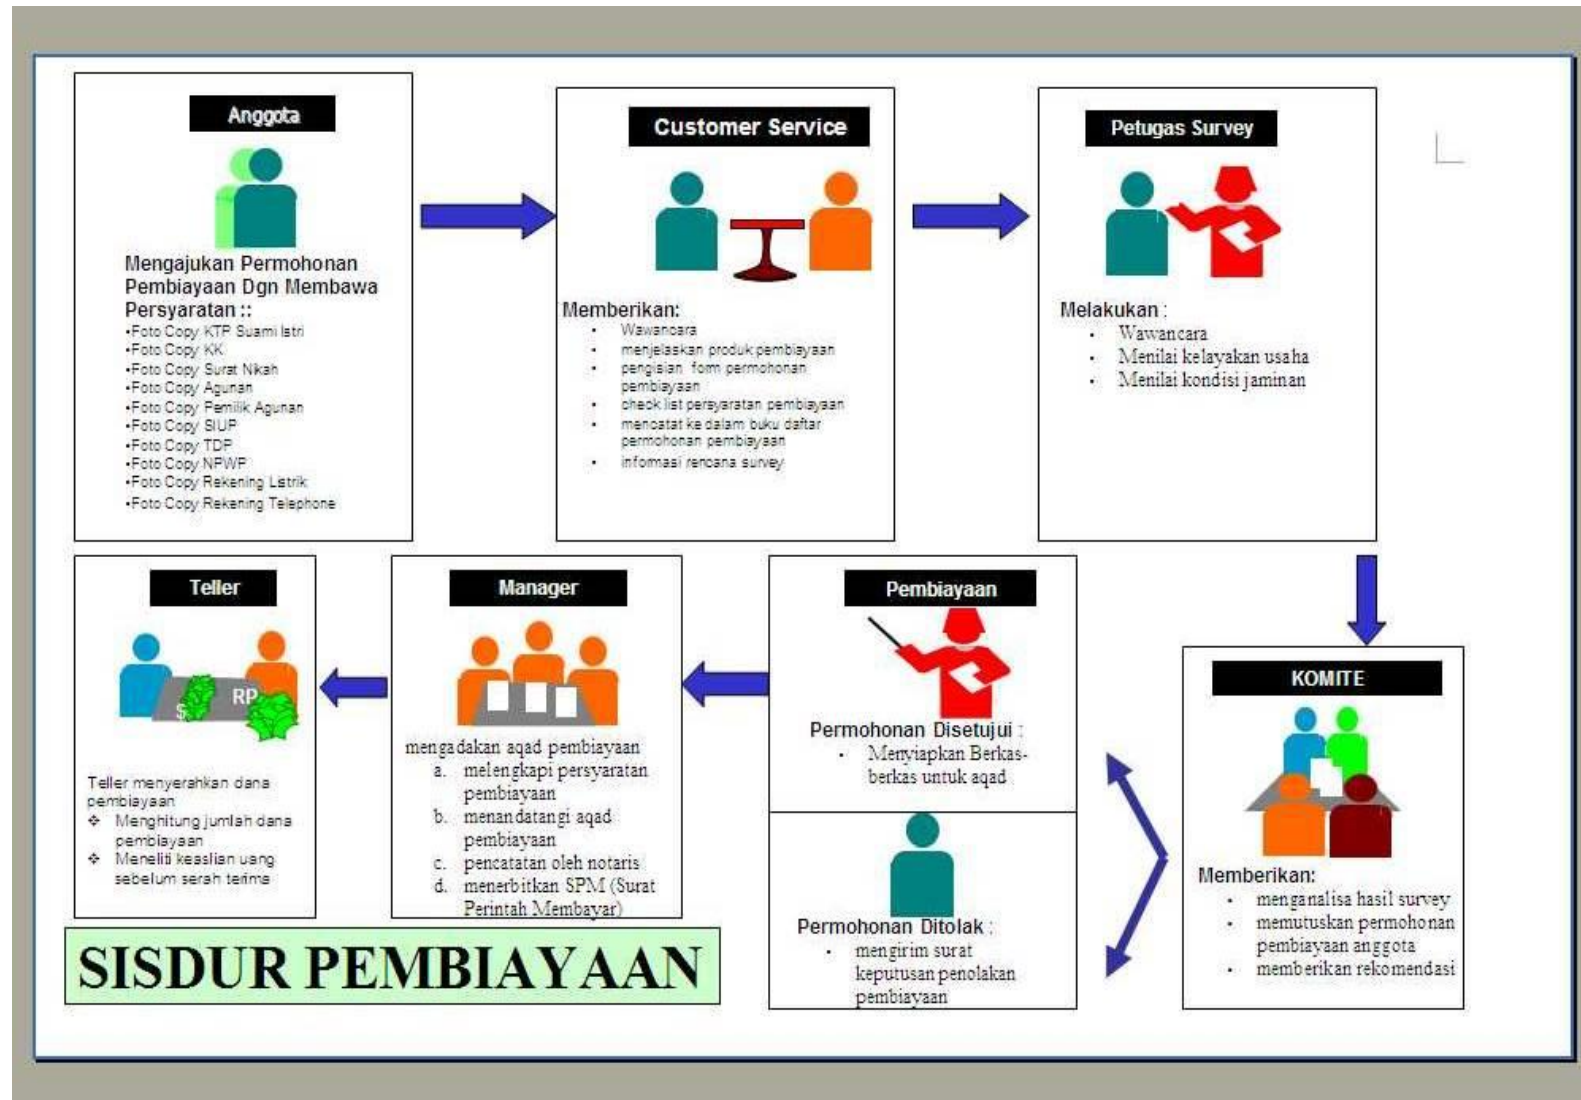 Anggota
Mengajukan Permohonan
Pembiayaan Dgn Membawa
Persyaratan ::
•Foto Copy KTP Suami Istri
•Foto Copy KK
•Foto Copy Surat Nikah
•Foto Copy Agunan
•Foto Copy Pemilik Agunan
•Foto Copy SIUP
•Foto Copy TDP
•Foto Copy NPWP
•Foto Copy Rekening Listrik
•Foto Copy Rekening Telephone
Customer Service
Memberikan:
• Wawancara
• menjelaskan produk pembiayaan
• pengisian form permohonan
pembiayaan
• check list persyaratan pembiayaan
• mencatat ke dalam buku daftar
permohonan pembiayaan
• informasi rencana survey
Petugas Survey
Melakukan :
• Wawancara
• Menilai kelayakan usaha
• Menilai kondisi jaminan
KOMITE
Memberikan:
• menganalisa hasil survey
• memutuskan permohonan
pembiayaan anggota
• memberikan rekomendasi
Pembiayaan
Permohonan Disetujui :
• Menyiapkan Berkas-
berkas untuk aqad
Permohonan Ditolak :
• mengirim surat
keputusan penolakan
pembiayaan
Manager
mengadakan aqad pembiayaan
a. melengkapi persyaratan
pembiayaan
b. menandatangi aqad
pembiayaan
c. pencatatan oleh notaris
d. menerbitkan SPM (Surat
Perintah Membayar)
Teller
$ RP
Teller menyerahkan dana
pembiayaan
❖ Menghitung jumlah dana
pembiayaan
❖ Meneliti keaslian uang
sebelum serah terima
SISDUR PEMBIAYAAN